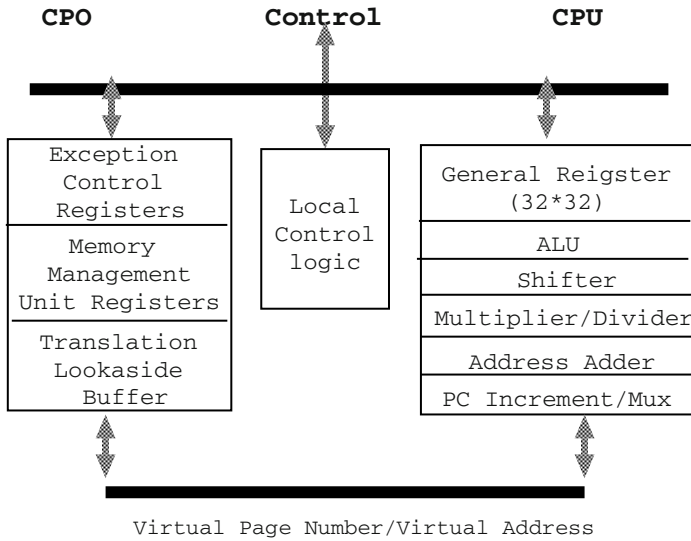 CPO Control CPU
Exception
Control
Registers
Memory
Management
Unit Registers
Translation
Lookaside
Buffer
Local
Control
logic
General Reigster
(32*32)
ALU
Shifter
Multiplier/Divider
Address Adder
PC Increment/Mux
Virtual Page Number/Virtual Address